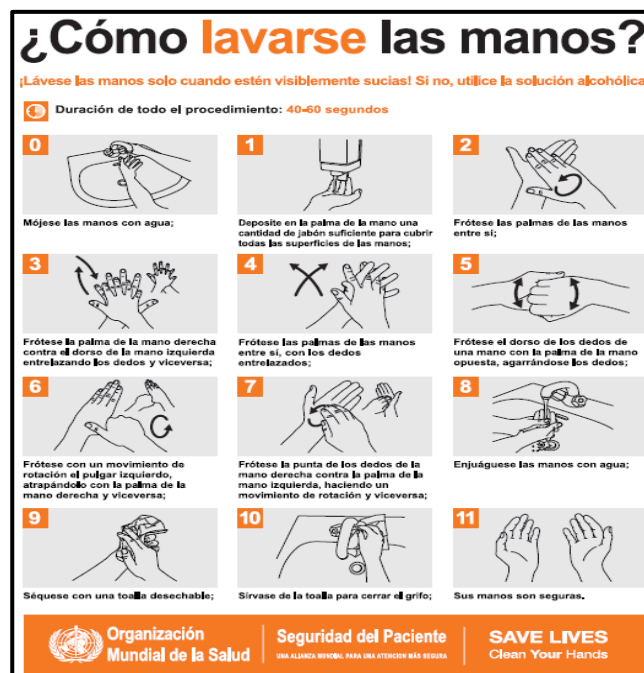 ¿Cómo lavarse las manos?
¡Lávese las manos solo cuando estén visiblemente sucias! Si no, utilice la solución alcohólica
Duración de todo el procedimiento: 40-60 segundos
0
Mójese las manos con agua;
1
Deposite en la palma de la mano una
cantidad de jabón suficiente para cubrir
todas las superficies de las manos;
2
Frótese las palmas de las manos
entre sí;
3
Frótese la palma de la mano derecha
contra el dorso de la mano izquierda
entrelazando los dedos y viceversa;
4
Frótese las palmas de las manos
entre sí, con los dedos
entrelazados;
5
Frótese el dorso de los dedos de
una mano con la palma de la mano
opuesta, agarrándose los dedos;
6
Frótese con un movimiento de
rotación el pulgar izquierdo,
atrapándolo con la palma de la
mano derecha y viceversa;
7
Frótese la punta de los dedos de la
mano derecha contra la palma de la
mano izquierda, haciendo un
movimiento de rotación y viceversa;
8
Enjuáguese las manos con agua;
9
Séquese con una toalla desechable;
10
Sírvase de la toalla para cerrar el grifo;
11
Sus manos son seguras.
Organización
Mundial de la Salud
Seguridad del Paciente
UNA ALIANZA MUNDIAL PARA UNA ATENCION MÁS SEGURA
SAVE LIVES
Clean Your Hands